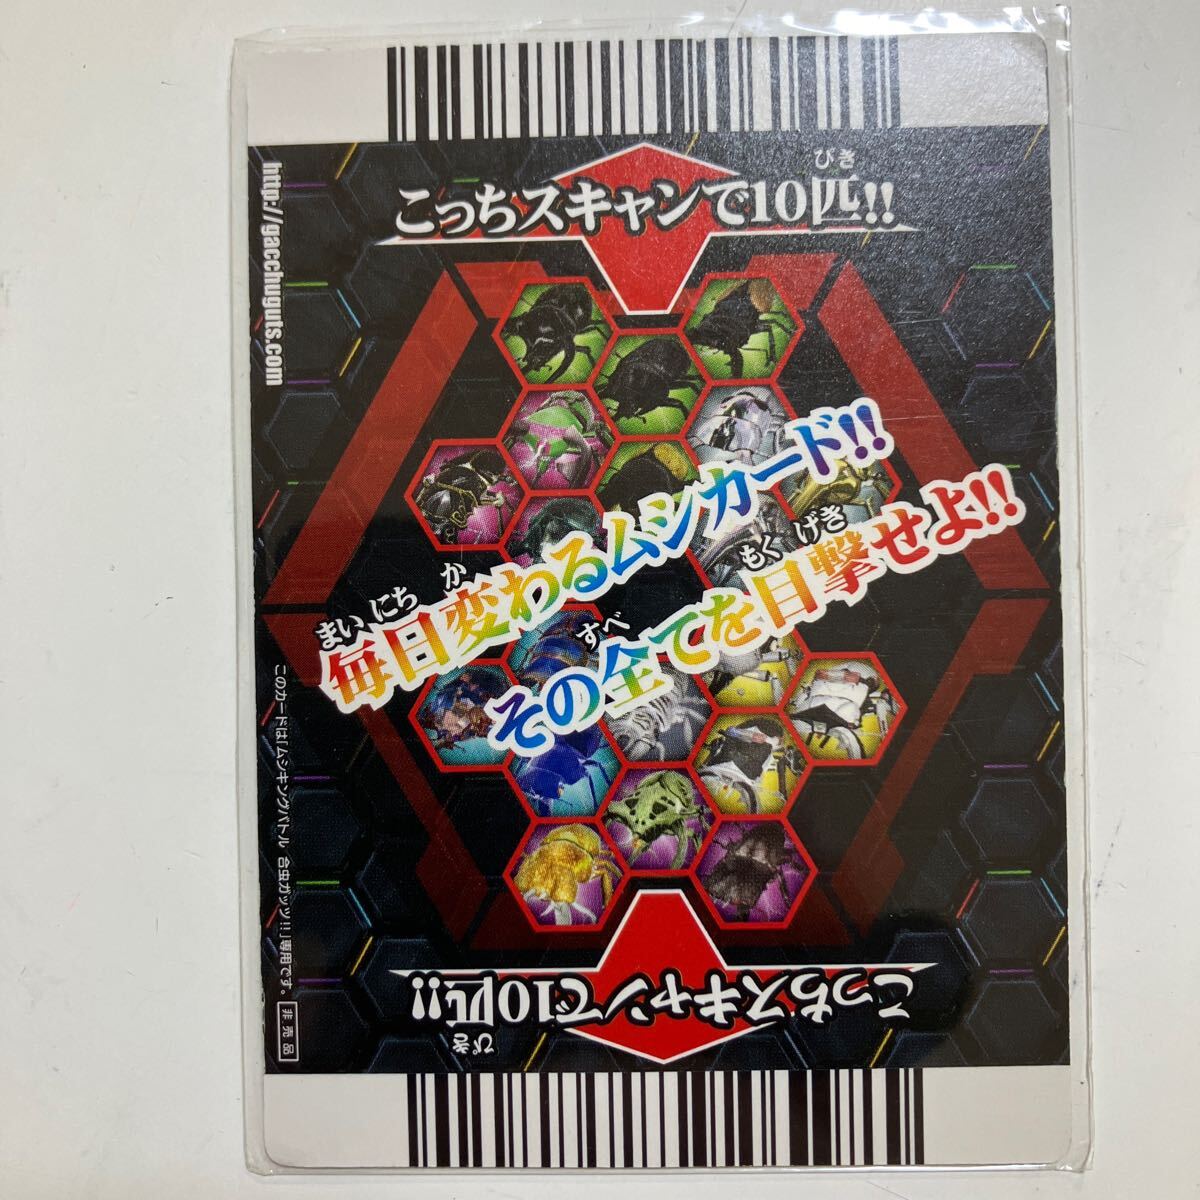 びき
こっちスキャンで10匹!!
http://gacchuguts.com
まいにち か
毎日変わるムシカード!!
すべ もくげき
その全てを目撃せよ!!
このカードは「ムシキングバトル 合虫ガッツ!!」専用です。
非売品
びき
こっちスキャンで10匹!!